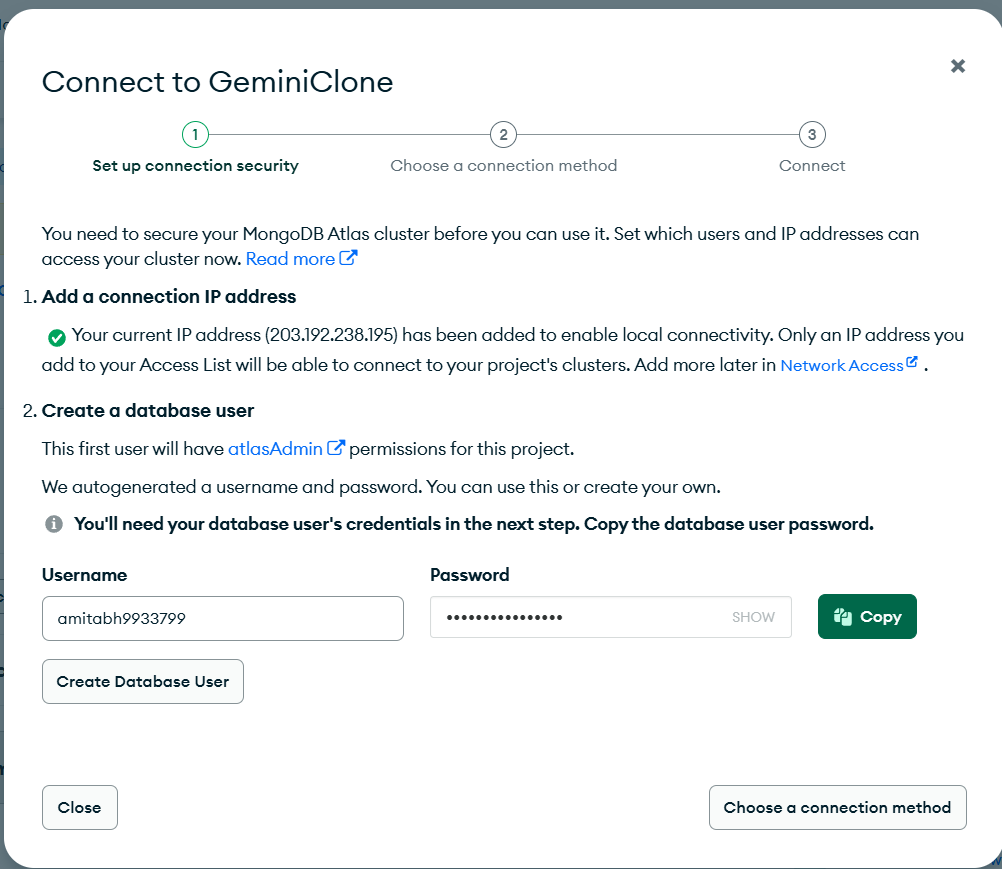 Connect to GeminiClone
1
2
3
Set up connection security
Choose a connection method
Connect
You need to secure your MongoDB Atlas cluster before you can use it. Set which users and IP addresses can
access your cluster now. Read more
1. Add a connection IP address
Your current IP address (203.192.238.195) has been added to enable local connectivity. Only an IP address you
add to your Access List will be able to connect to your project's clusters. Add more later in Network Access .
2. Create a database user
This first user will have atlasAdmin permissions for this project.
We autogenerated a username and password. You can use this or create your own.
You'll need your database user's credentials in the next step. Copy the database user password.
Username
Password
amitabh9933799
••••••••••••••••
SHOW
Copy
Create Database User
Close
Choose a connection method